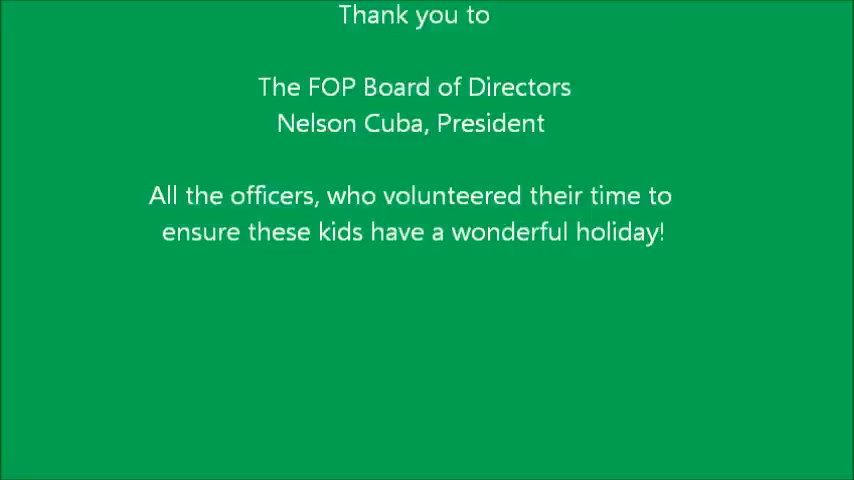 Thank you to
The FOP Board of Directors
Nelson Cuba, President
All the officers, who volunteered their time to
ensure these kids have a wonderful holiday!